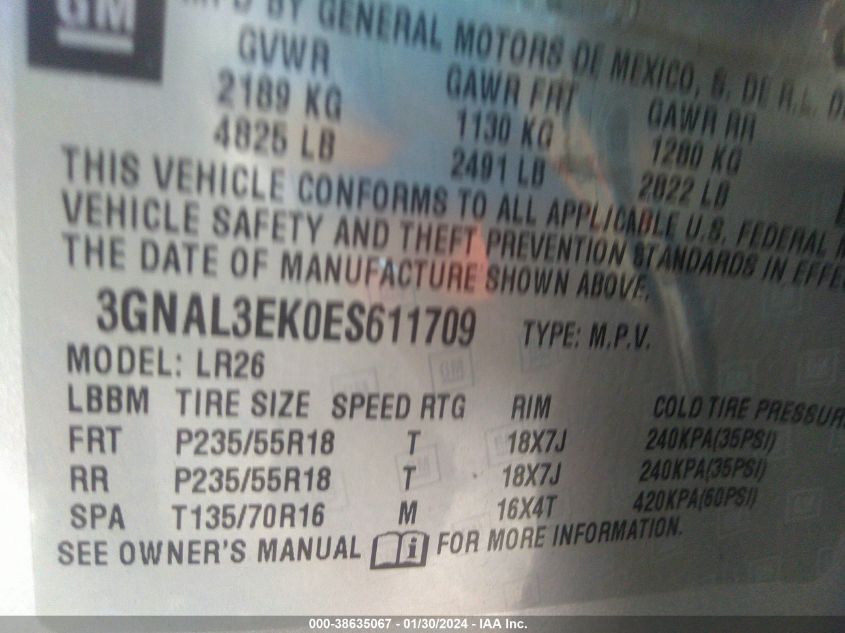 GM
MFD BY GENERAL MOTORS DE MEXICO, S. DE R.L. D
GVWR GAWR FRT GAWR RR
2189 KG 1130 KG 1280 KG
4825 LB 2491 LB 2822 LB
THIS VEHICLE CONFORMS TO ALL APPLICABLE U.S. FEDERAL M
VEHICLE SAFETY AND THEFT PREVENTION STANDARDS IN EFFE
THE DATE OF MANUFACTURE SHOWN ABOVE.
3GNAL3EK0ES611709 TYPE: M.P.V.
MODEL: LR26
LBBM TIRE SIZE SPEED RTG RIM COLD TIRE PRESSUR
FRT P235/55R18 T 18X7J 240KPA(35PSI)
RR P235/55R18 T 18X7J 240KPA(35PSI)
SPA T135/70R16 M 16X4T 420KPA(60PSI)
SEE OWNER'S MANUAL i FOR MORE INFORMATION.
000-38635067 - 01/30/2024 - IAA Inc.